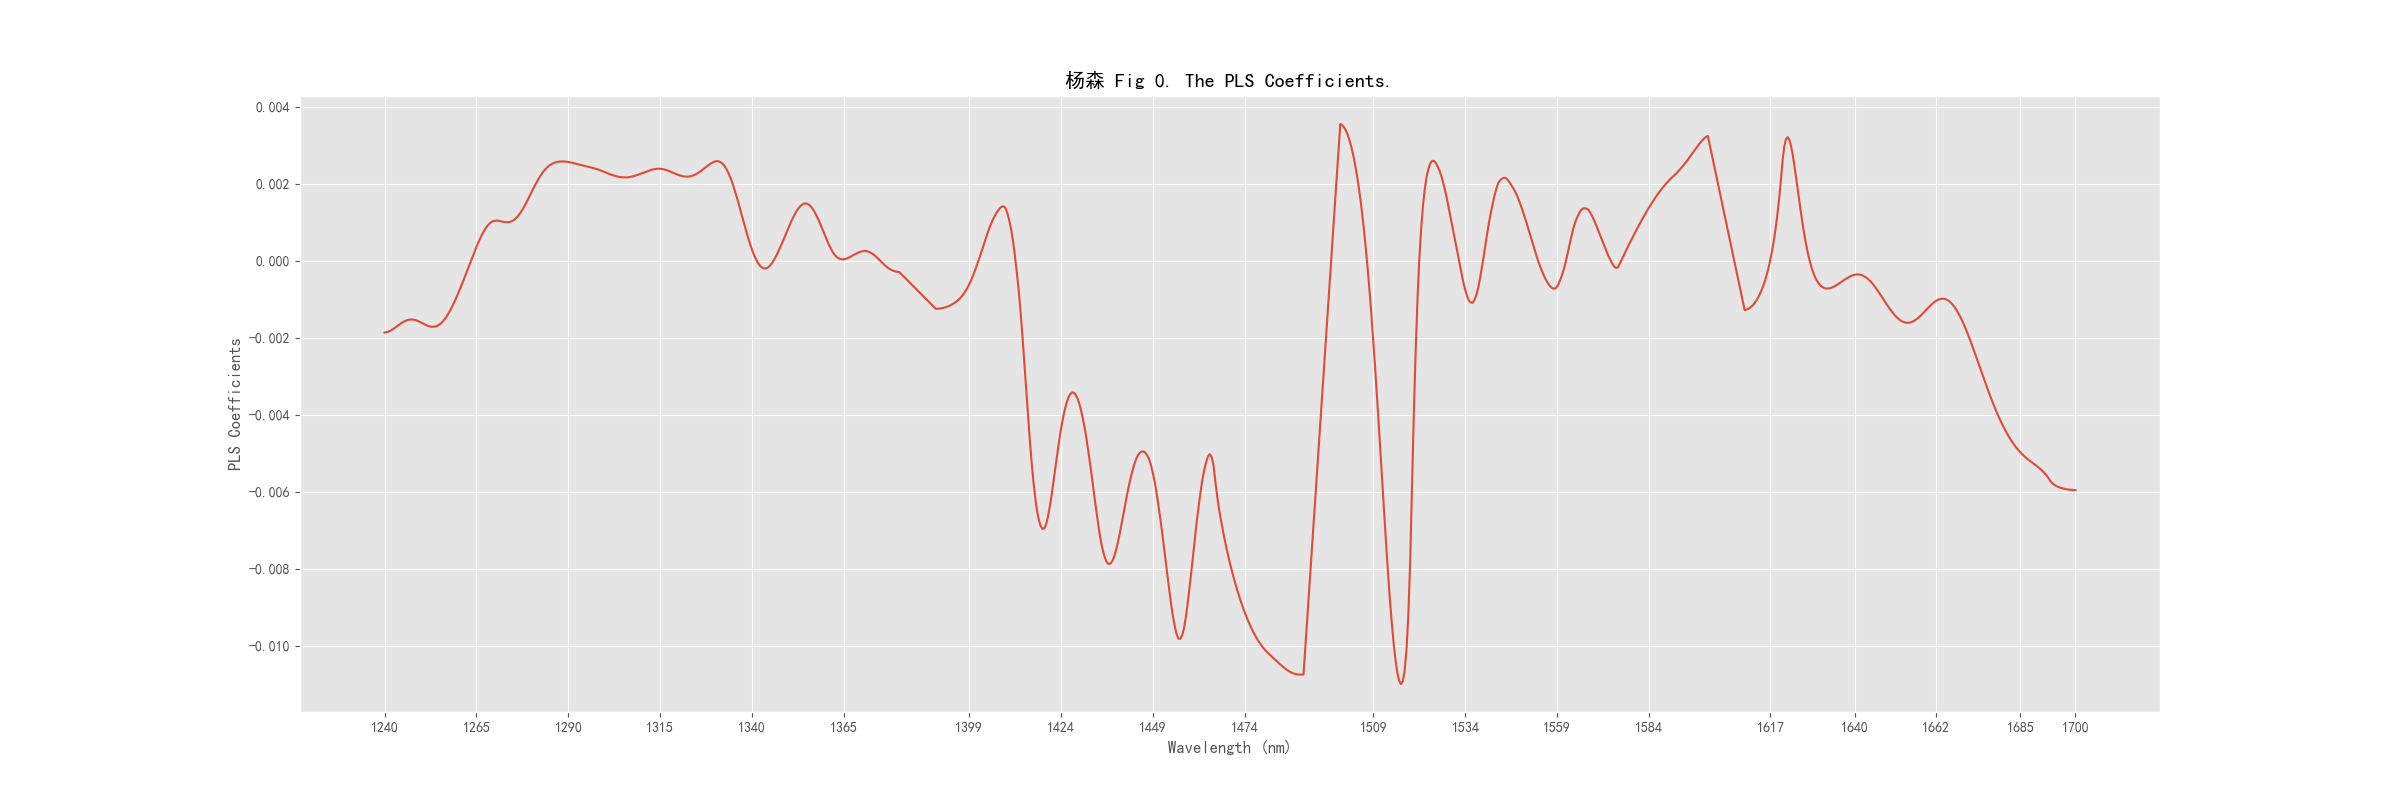 杨森 Fig 0. The PLS Coefficients.
0.004
0.002
0.000
−0.002
−0.004
−0.006
−0.008
−0.010
PLS Coefficients
1240 1265 1290 1315 1340 1365 1399 1424 1449 1474 1509 1534 1559 1584 1617 1640 1662 1685 1700
Wavelength (nm)